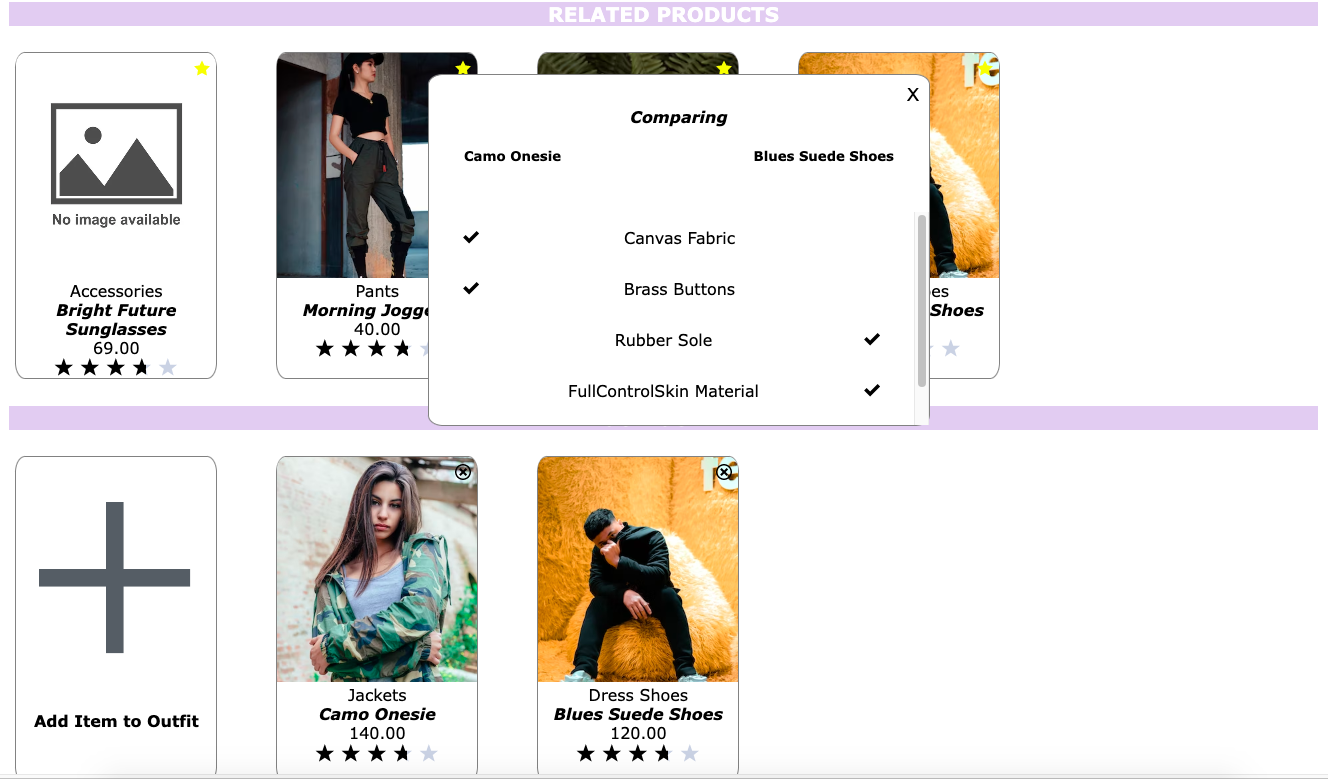 RELATED PRODUCTS
No image available
Accessories
Bright Future
Sunglasses
69.00
Pants
Morning
40.00
X
Comparing
Camo Onesie
Blues Suede Shoes
Canvas Fabric
Brass Buttons
Rubber Sole
FullControlSkin Material
Shoes
Add Item to Outfit
Jackets
Camo Onesie
140.00
Dress Shoes
Blues Suede Shoes
120.00